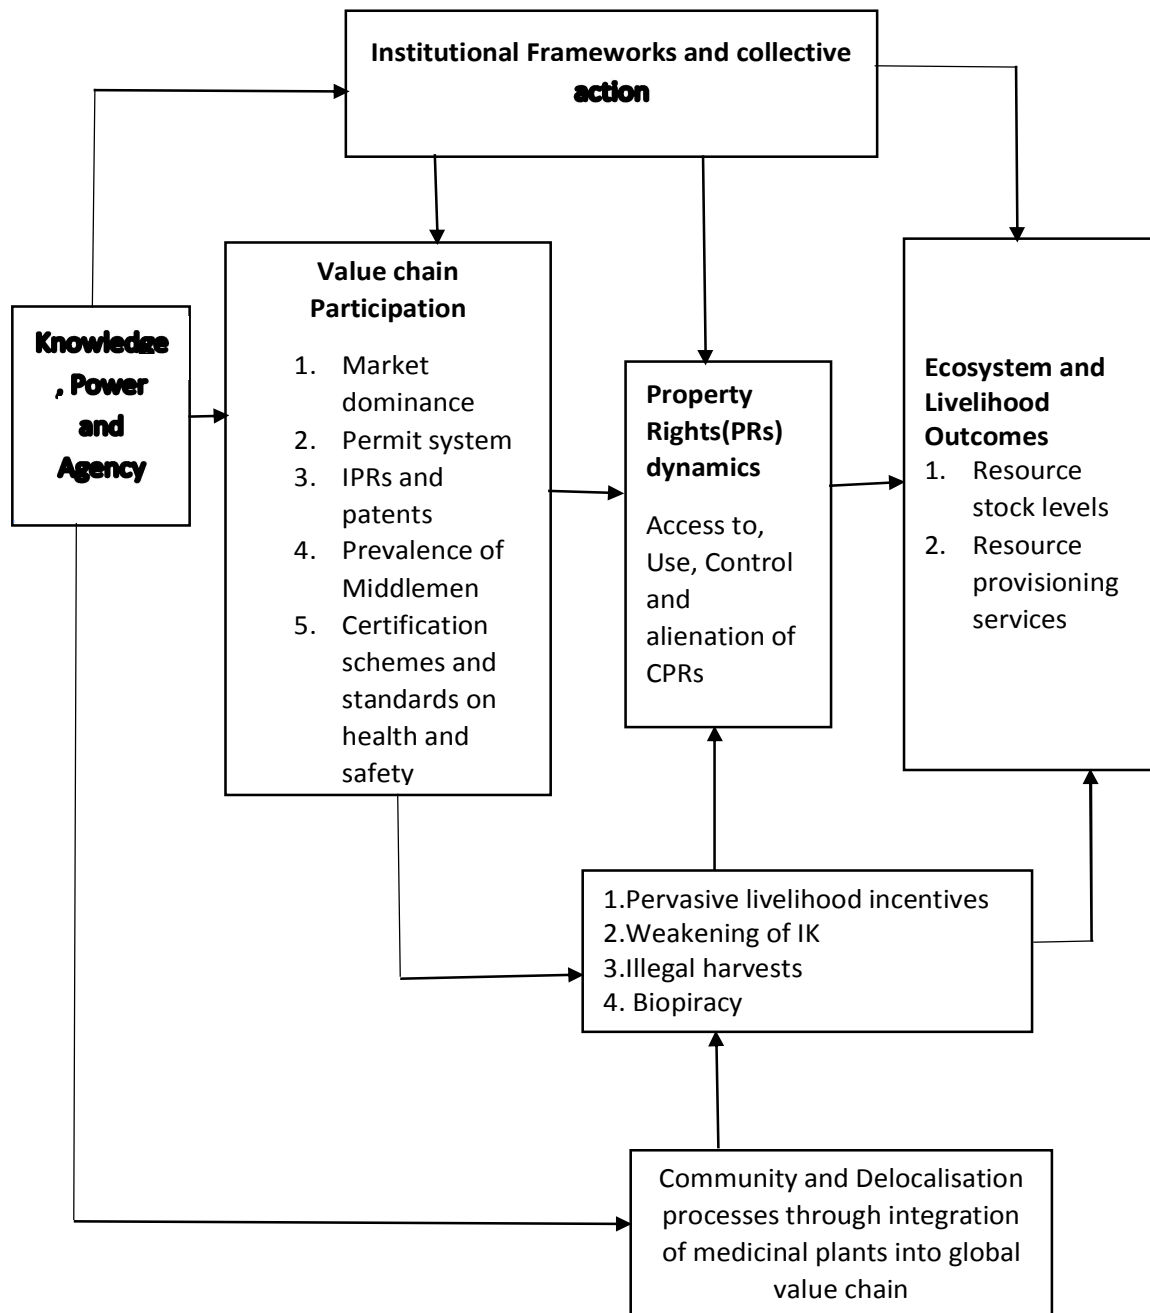 Institutional Frameworks and collective
action
Value chain
Participation
1. Market
dominance
2. Permit system
3. IPRs and
patents
4. Prevalence of
Middlemen
5. Certification
schemes and
standards on
health and
safety
Knowledge
, Power
and
Agency
Property
Rights(PRs)
dynamics
Access to,
Use, Control
and
alienation of
CPRs
Ecosystem and
Livelihood
Outcomes
1. Resource
stock levels
2. Resource
provisioning
services
1.Pervasive livelihood incentives
2.Weakening of IK
3.Illegal harvests
4. Biopiracy
Community and Delocalisation
processes through integration
of medicinal plants into global
value chain